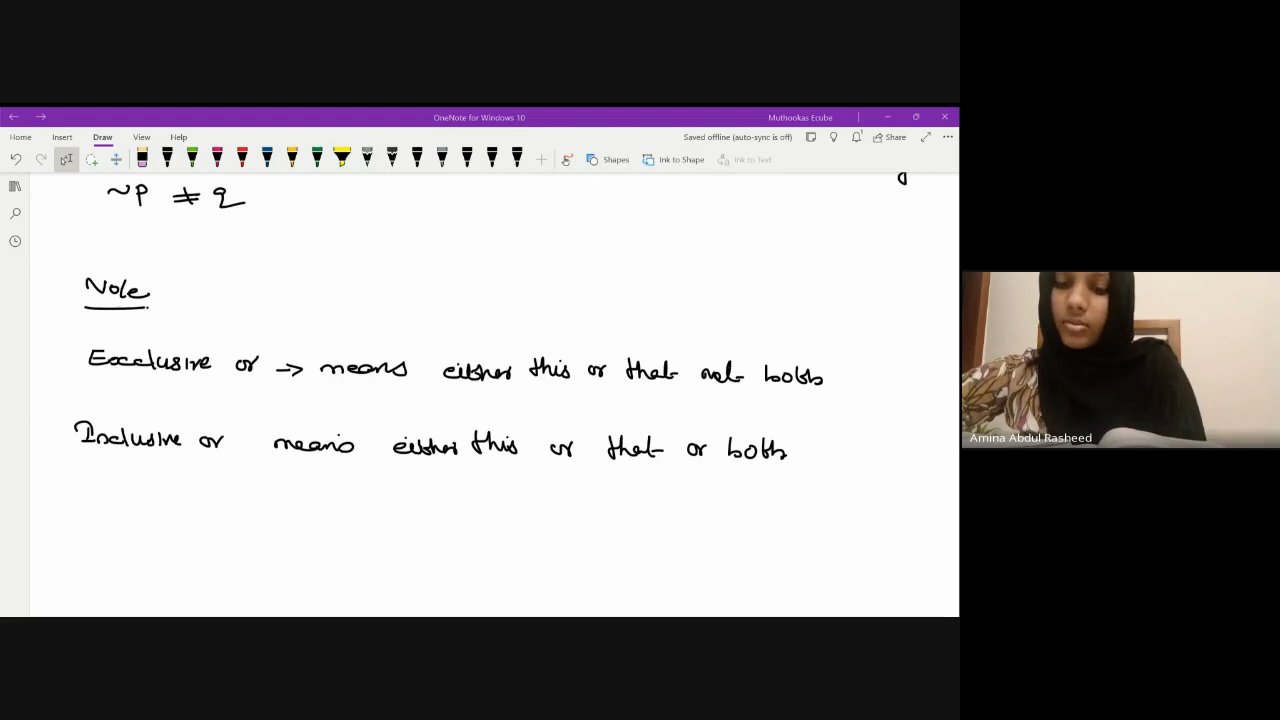 OneNote for Windows 10
Muthookas Ecube
Home Insert Draw View Help
Saved offline (auto-sync is off)
Share
Shapes
Ink to Shape
Ink to Text
~p ≠ q
Note
Exclusive or → means either this or that not both
Inclusive or means either this or that or both
Amina Abdul Rasheed